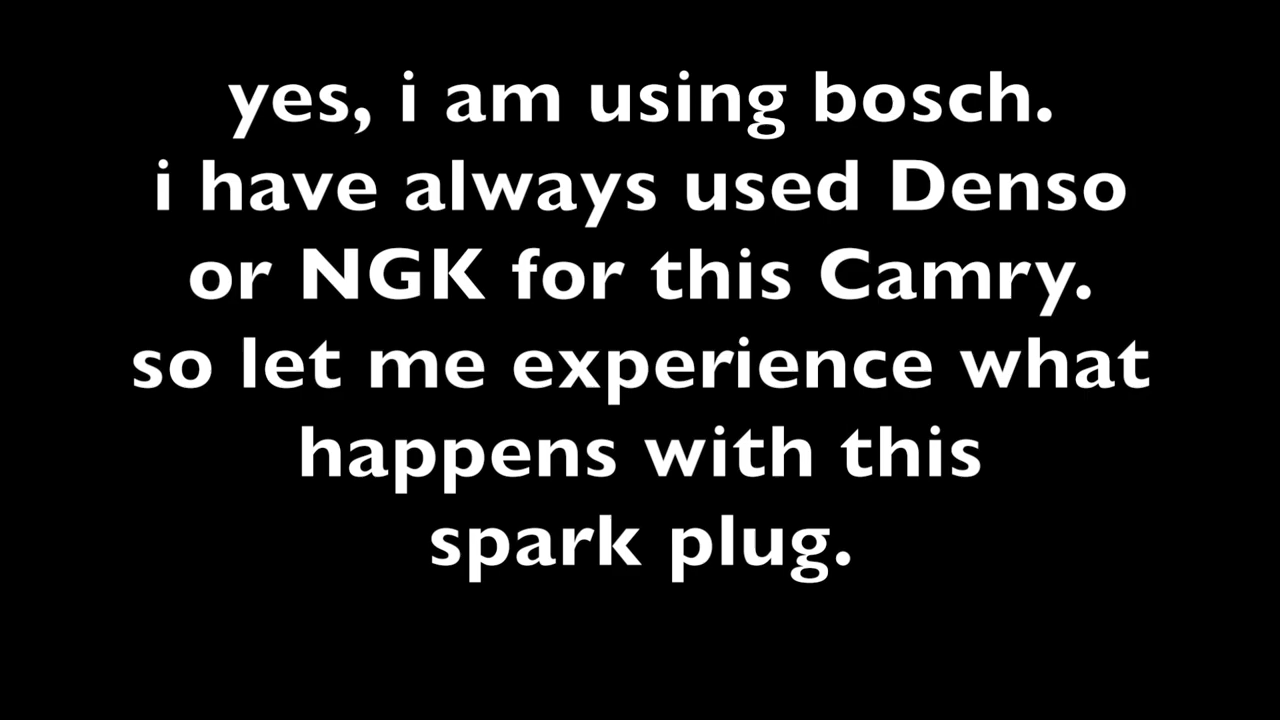 yes, i am using bosch.
i have always used Denso
or NGK for this Camry.
so let me experience what
happens with this
spark plug.